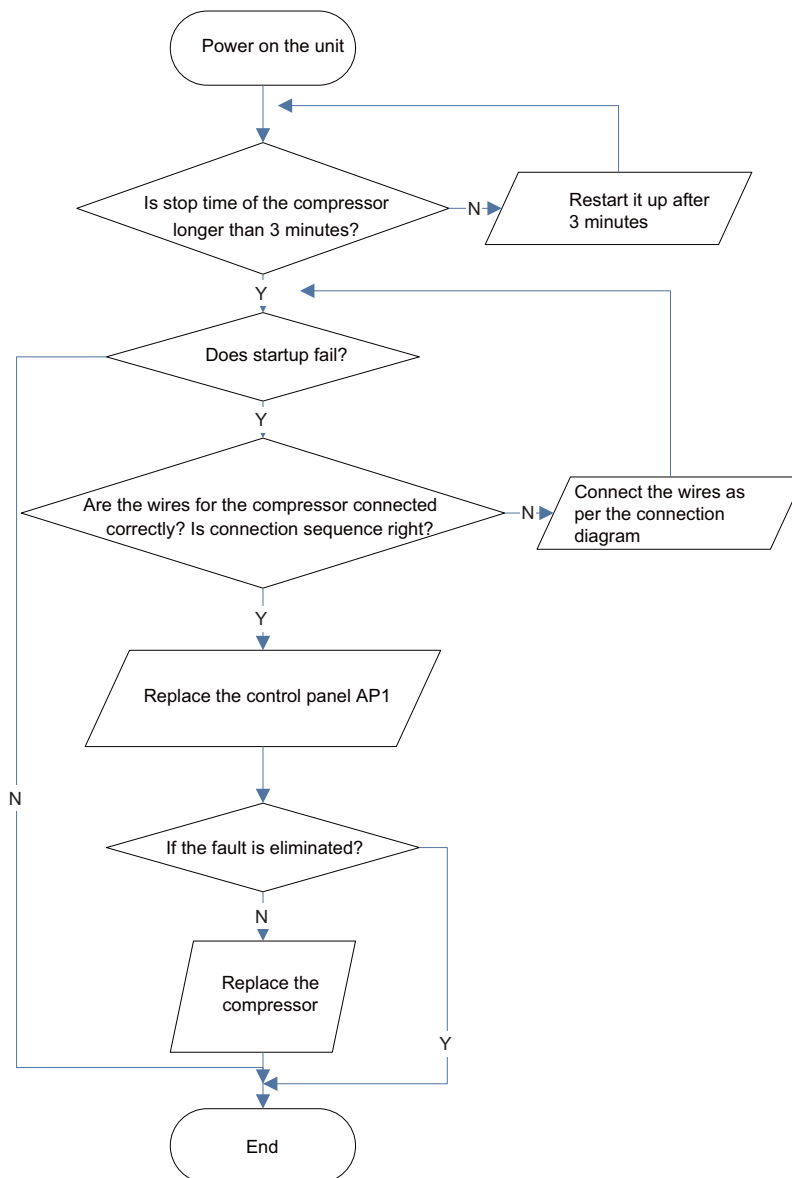 Power on the unit
Is stop time of the compressor
longer than 3 minutes?
N
Restart it up after
3 minutes
Y
Does startup fail?
Y
Are the wires for the compressor connected
correctly? Is connection sequence right?
N
Connect the wires as
per the connection
diagram
Y
Replace the control panel AP1
N
If the fault is eliminated?
N
Replace the
compressor
Y
End